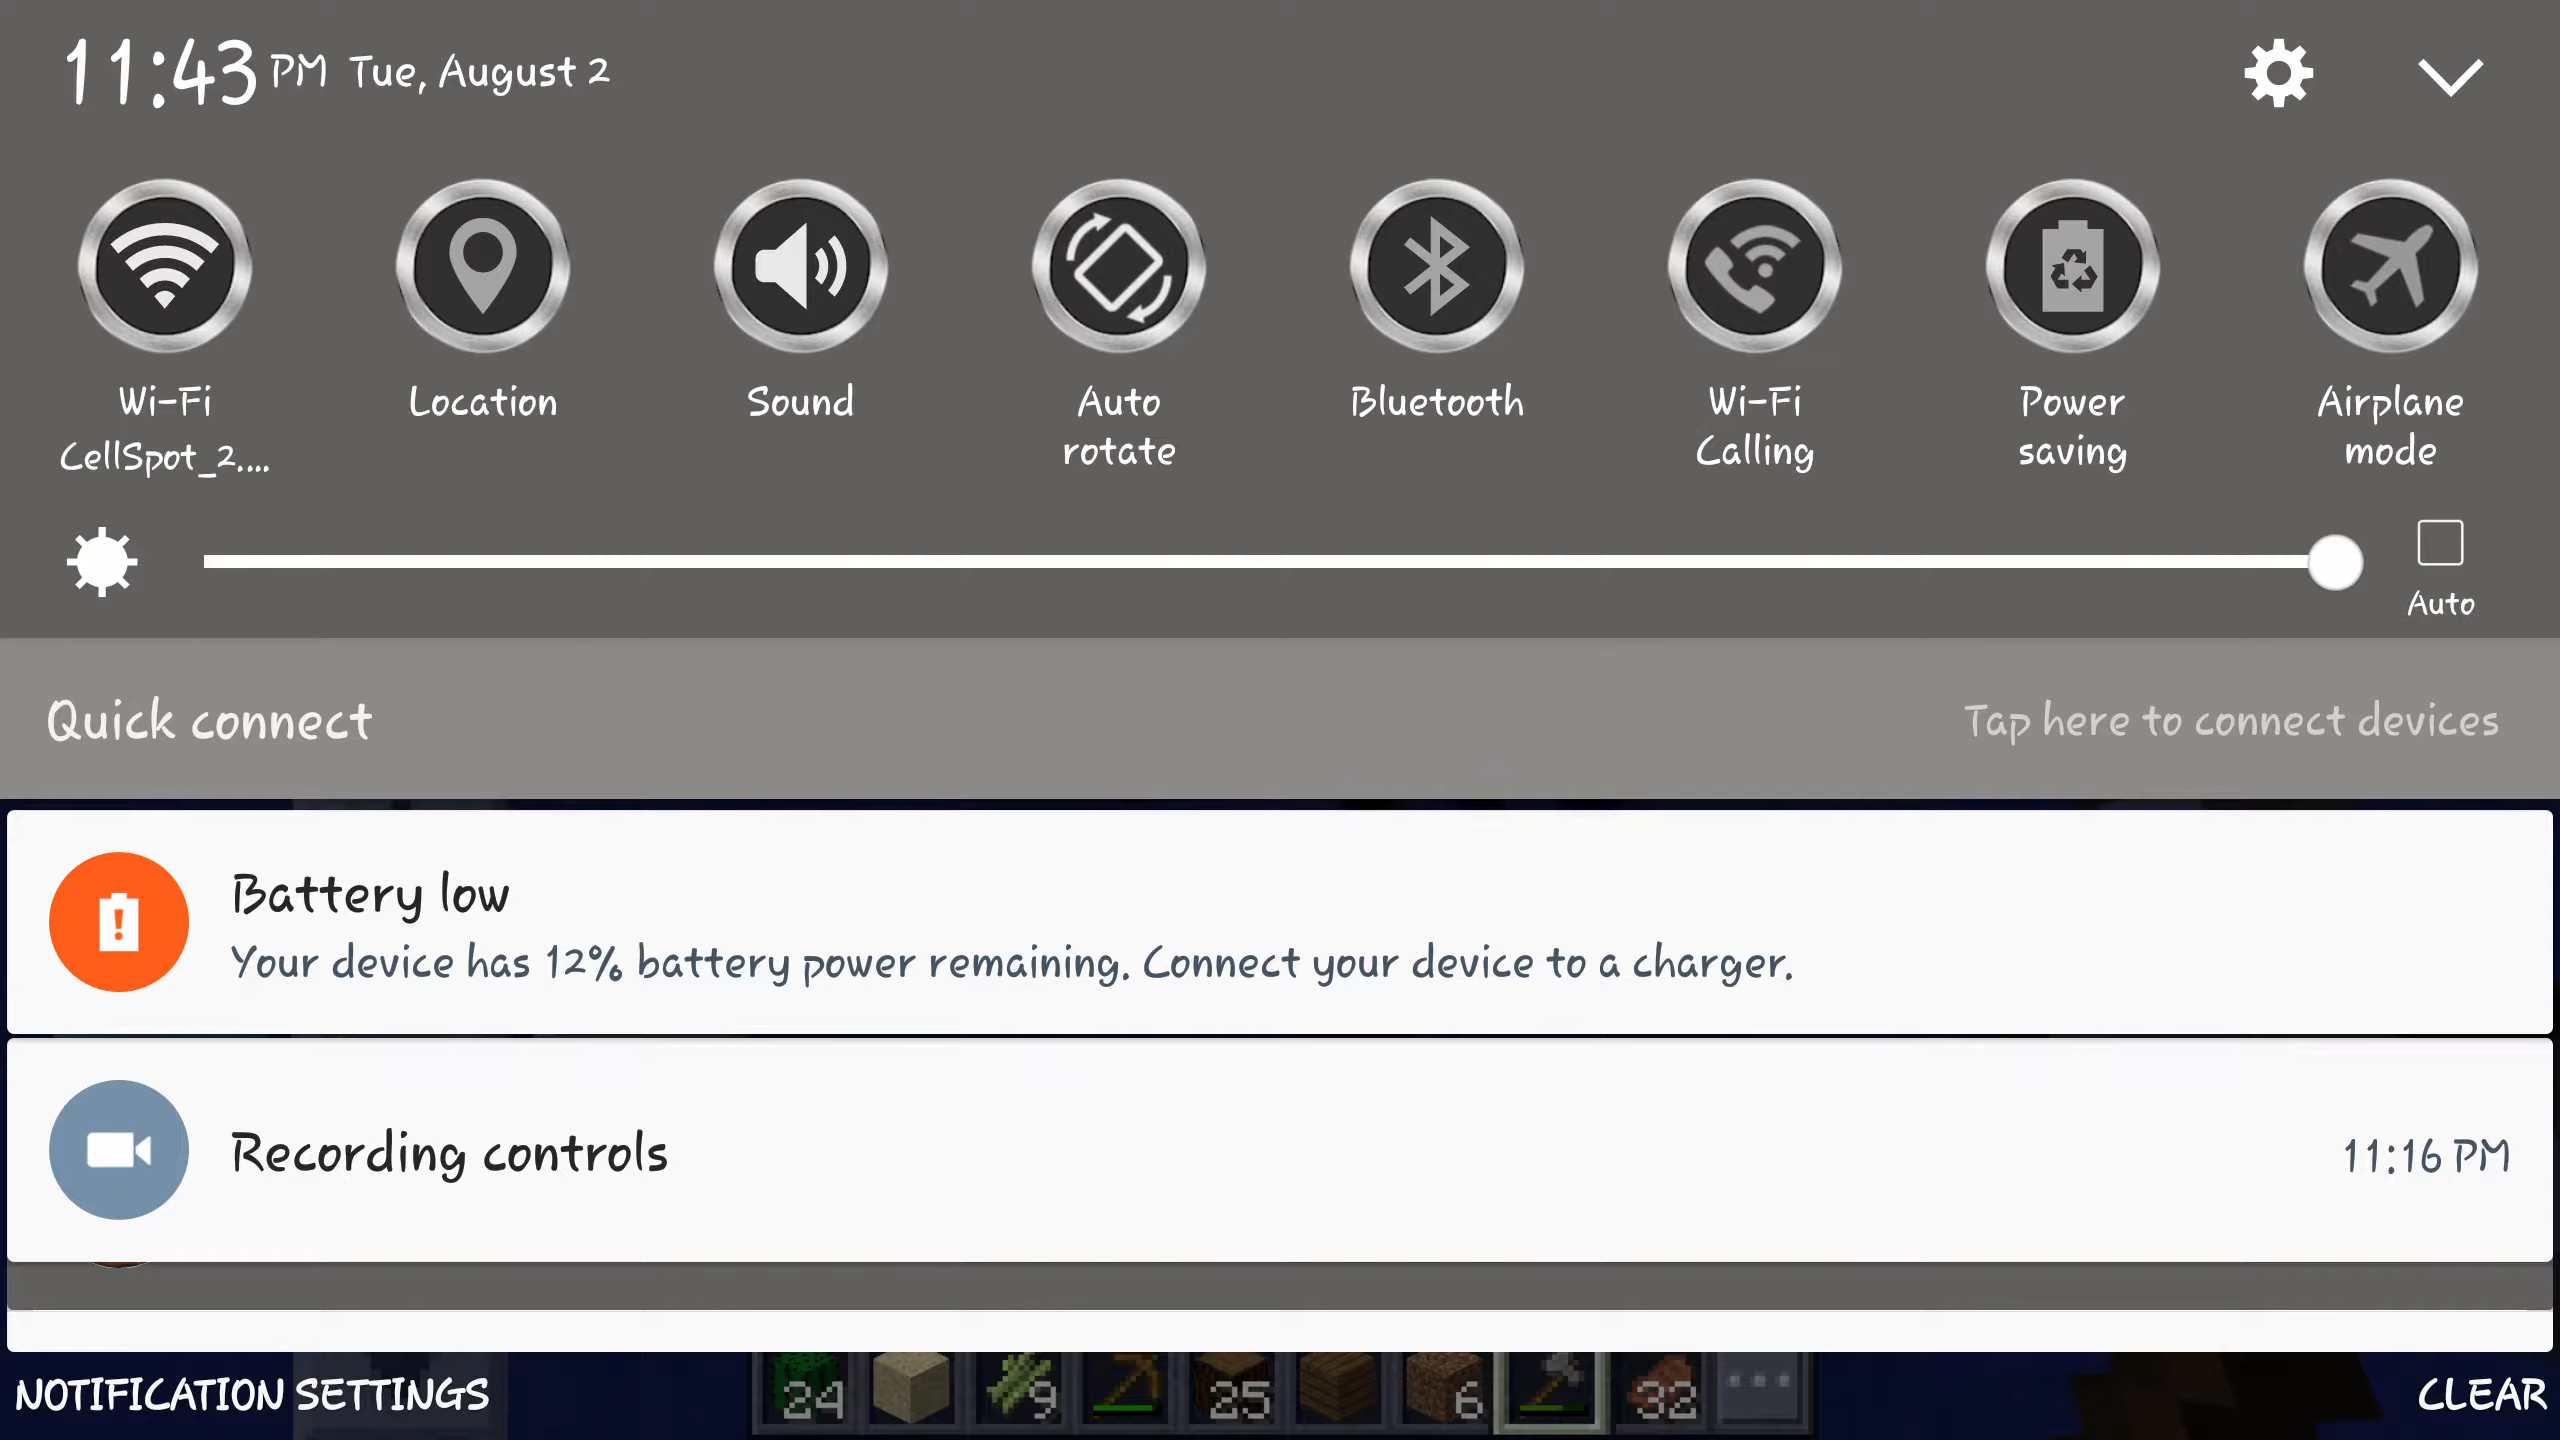 11:43 PM Tue, August 2
Wi-Fi
CellSpot_2....
Location
Sound
Auto
rotate
Bluetooth
Wi-Fi
Calling
Power
saving
Airplane
mode
Auto
Quick connect
Tap here to connect devices
Battery low
Your device has 12% battery power remaining. Connect your device to a charger.
Recording controls
11:16 PM
NOTIFICATION SETTINGS
24
9
25
6
32
CLEAR